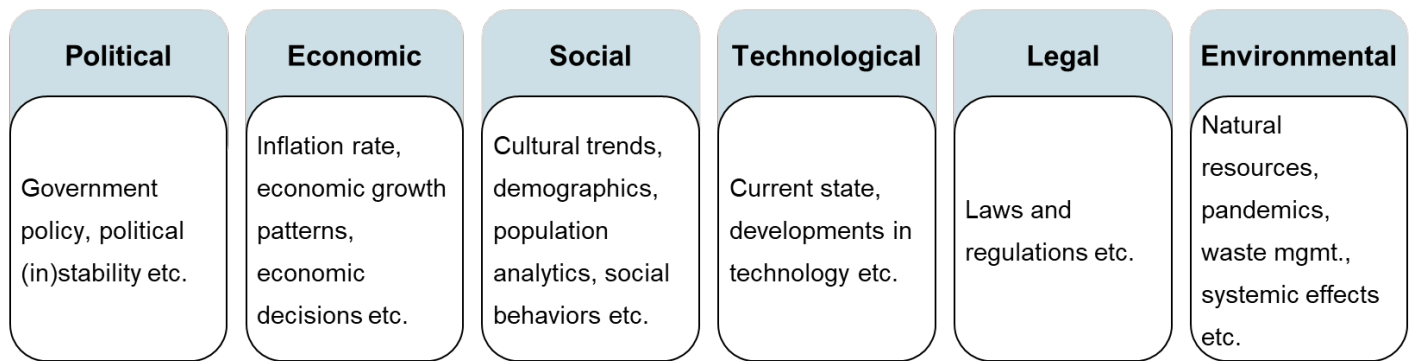 Political
Government
policy, political
(in)stability etc.
Economic
Inflation rate,
economic growth
patterns,
economic
decisions etc.
Social
Cultural trends,
demographics,
population
analytics, social
behaviors etc.
Technological
Current state,
developments in
technology etc.
Legal
Laws and
regulations etc.
Environmental
Natural
resources,
pandemics,
waste mgmt.,
systemic effects
etc.